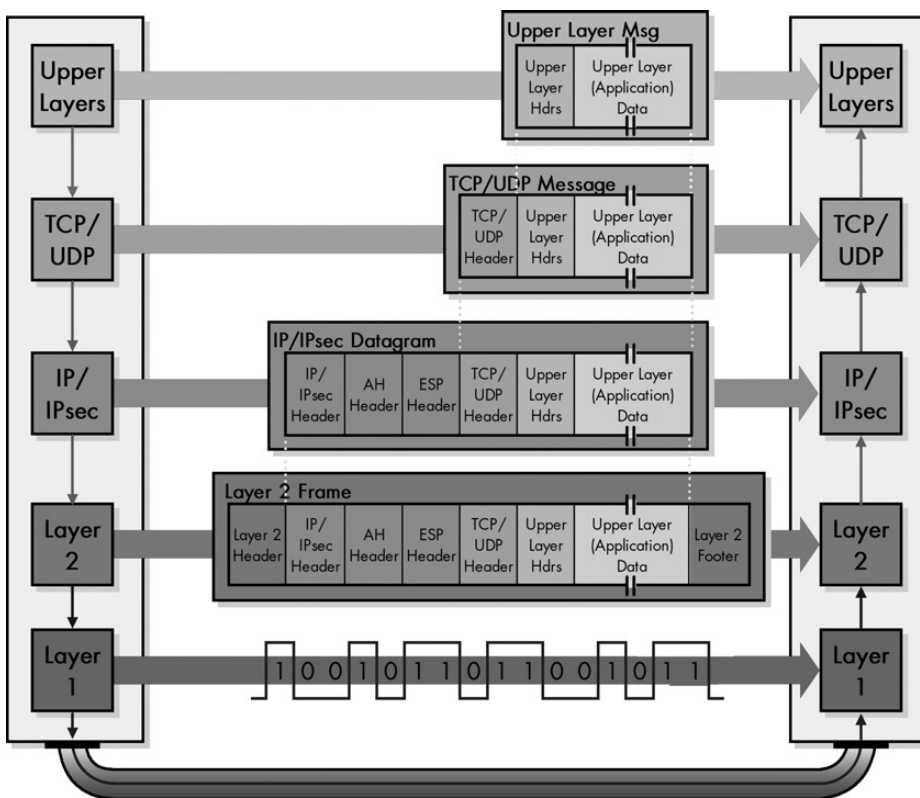 Upper Layer Msg
Upper
Layers
Upper
Layer
Hdrs
Upper Layer
(Application)
Data
Upper
Layers
TCP/UDP Message
TCP/
UDP
TCP/
UDP
Header
Upper
Layer
Hdrs
Upper Layer
(Application)
Data
TCP/
UDP
IP/IPsec Datagram
IP/
IPsec
IP/
IPsec
Header
AH
Header
ESP
Header
TCP/
UDP
Header
Upper
Layer
Hdrs
Upper Layer
(Application)
Data
IP/
IPsec
Layer 2 Frame
Layer
2
Layer 2
Header
IP/
IPsec
Header
AH
Header
ESP
Header
TCP/
UDP
Header
Upper
Layer
Hdrs
Upper Layer
(Application)
Data
Layer 2
Footer
Layer
2
Layer
1
1 0 0 1 0 1 1 0 1 1 0 0 1 0 1 1
Layer
1